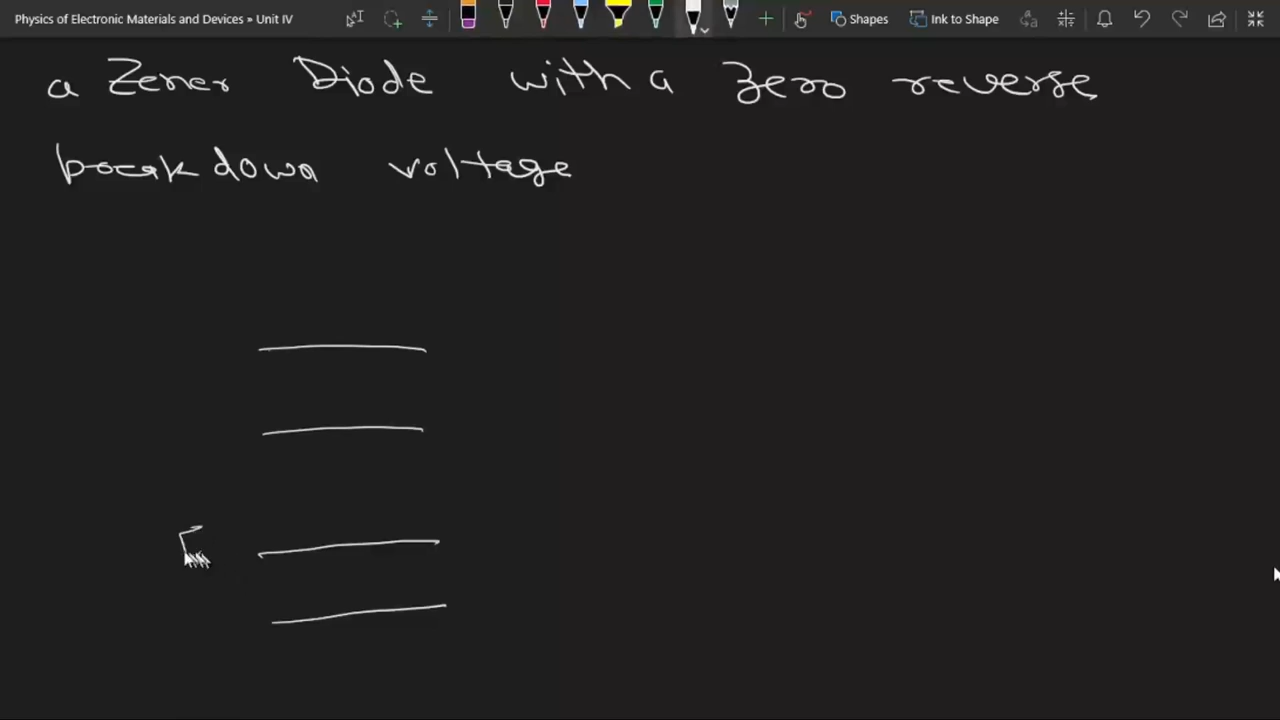 Physics of Electronic Materials and Devices » Unit IV
Shapes
Ink to Shape
a Zener Diode with a zero reverse
breakdown voltage
E